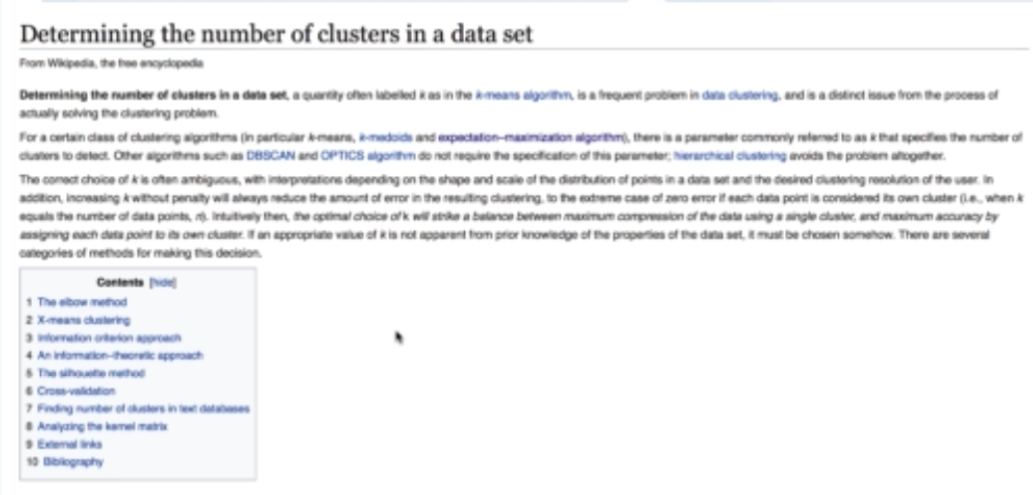 Determining the number of clusters in a data set
From Wikipedia, the free encyclopedia
Determining the number of clusters in a data set, a quantity often labelled k as in the k-means algorithm, is a frequent problem in data clustering, and is a distinct issue from the process of
actually solving the clustering problem.
For a certain class of clustering algorithms (in particular k-means, k-medoids and expectation–maximization algorithm), there is a parameter commonly referred to as k that specifies the number of
clusters to detect. Other algorithms such as DBSCAN and OPTICS algorithm do not require the specification of this parameter; hierarchical clustering avoids the problem altogether.
The correct choice of k is often ambiguous, with interpretations depending on the shape and scale of the distribution of points in a data set and the desired clustering resolution of the user. In
addition, increasing k without penalty will always reduce the amount of error in the resulting clustering, to the extreme case of zero error if each data point is considered its own cluster (i.e., when k
equals the number of data points, n). Intuitively then, the optimal choice of k will strike a balance between maximum compression of the data using a single cluster, and maximum accuracy by
assigning each data point to its own cluster. If an appropriate value of k is not apparent from prior knowledge of the properties of the data set, it must be chosen somehow. There are several
categories of methods for making this decision.
Contents [hide]
1 The elbow method
2 X-means clustering
3 Information criterion approach
4 An information–theoretic approach
5 The silhouette method
6 Cross-validation
7 Finding number of clusters in text databases
8 Analyzing the kernel matrix
9 External links
10 Bibliography